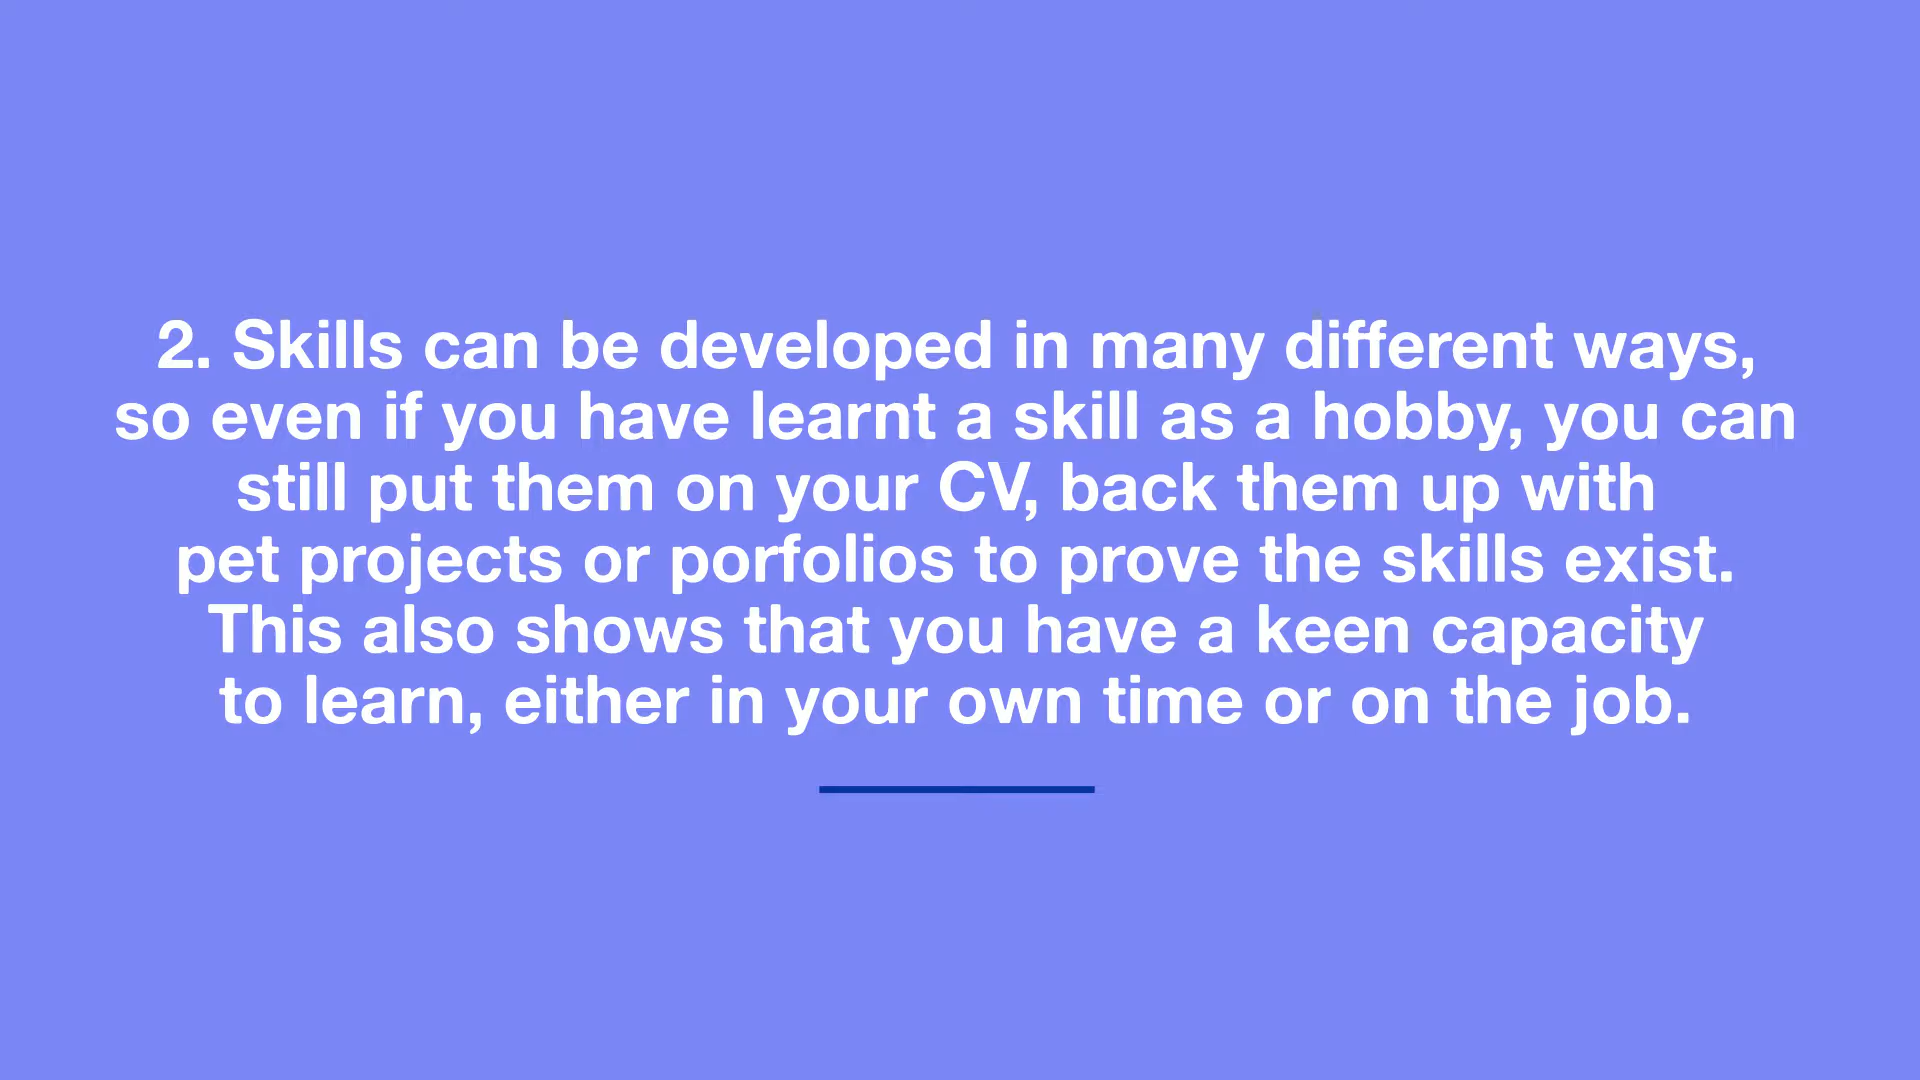 2. Skills can be developed in many different ways,
so even if you have learnt a skill as a hobby, you can
still put them on your CV, back them up with
pet projects or porfolios to prove the skills exist.
This also shows that you have a keen capacity
to learn, either in your own time or on the job.